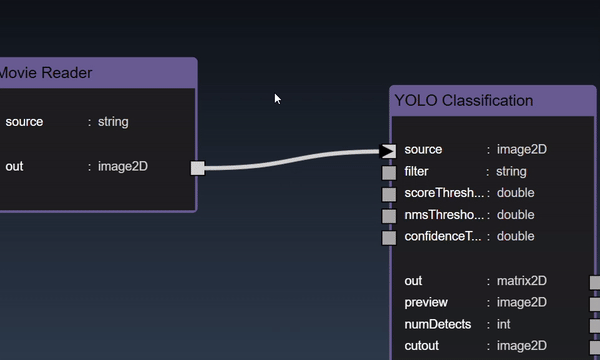 Movie Reader
source : string
out : image2D
YOLO Classification
source : image2D
filter : string
scoreThresh... : double
nmsThresho... : double
confidenceT... : double
out : matrix2D
preview : image2D
numDetects : int
cutout : image2D